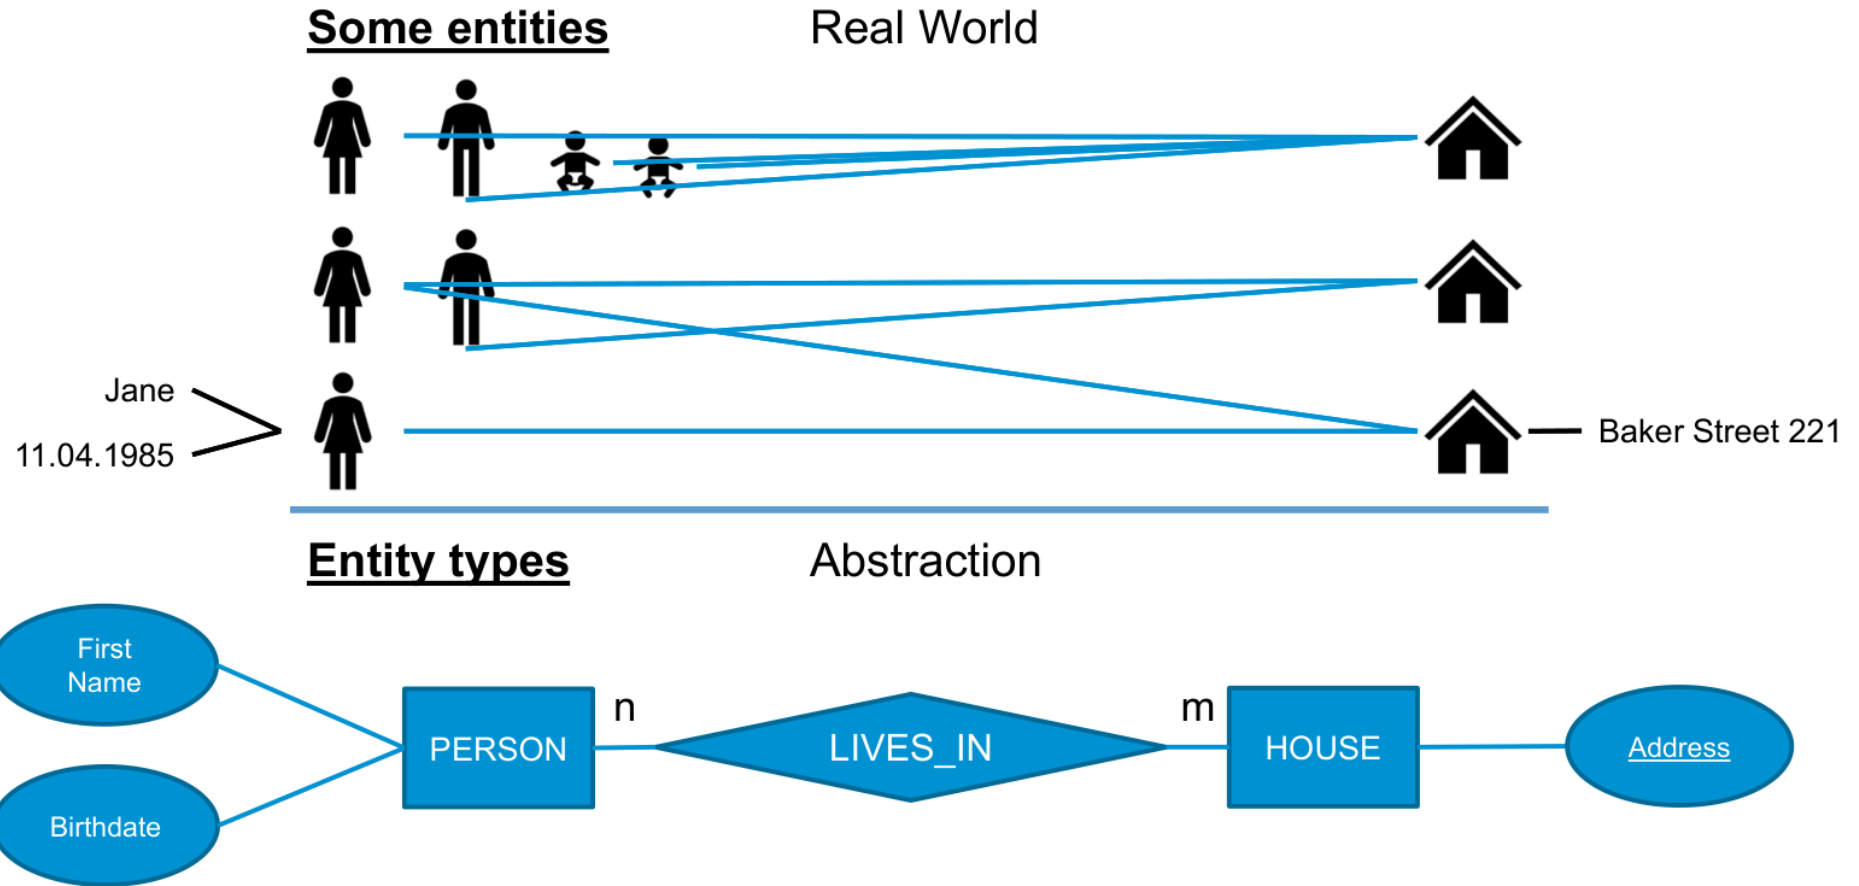 Some entities
Real World
Jane
11.04.1985
Baker Street 221
Entity types
Abstraction
First
Name
PERSON
n
LIVES_IN
m
HOUSE
Address
Birthdate